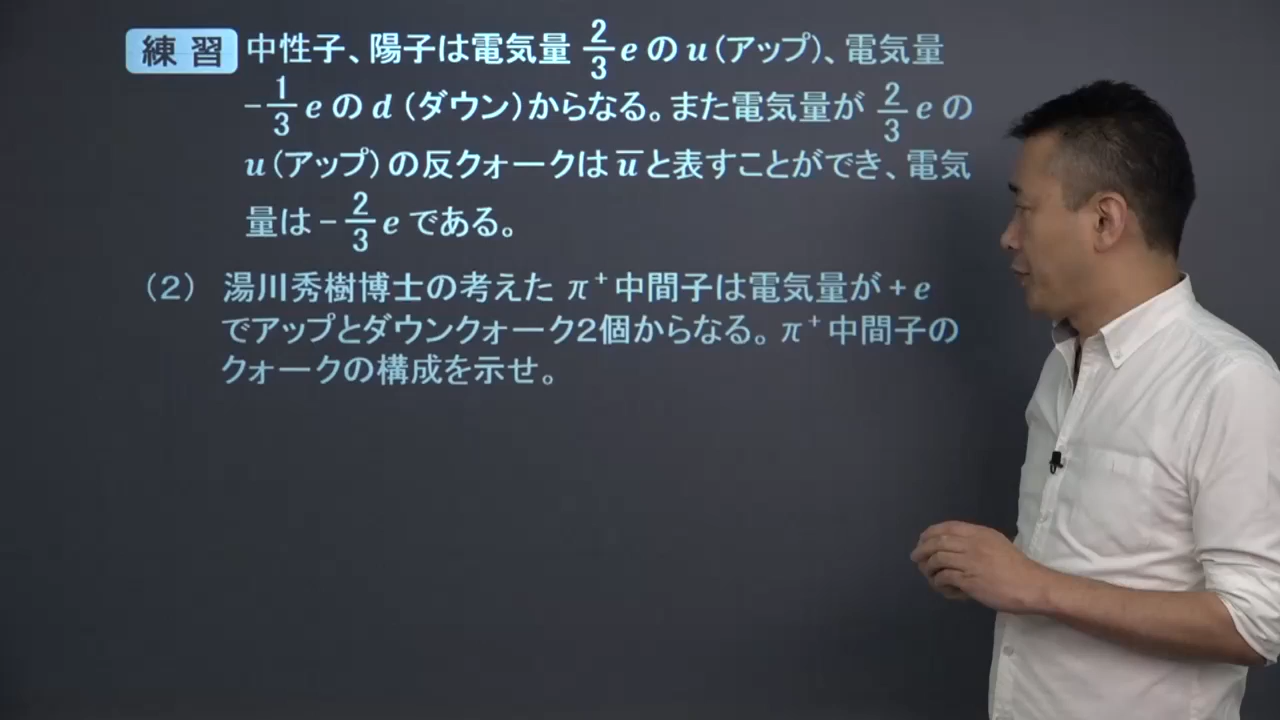 練習 中性子、陽子は電気量 2/3 e の u(アップ)、電気量
-1/3 e の d (ダウン)からなる。また電気量が 2/3 e の
u(アップ)の反クォークは u̅ と表すことができ、電気
量は -2/3 e である。
(2) 湯川秀樹博士の考えた π⁺中間子は電気量が+e
でアップとダウンクォーク2個からなる。π⁺中間子の
クォークの構成を示せ。